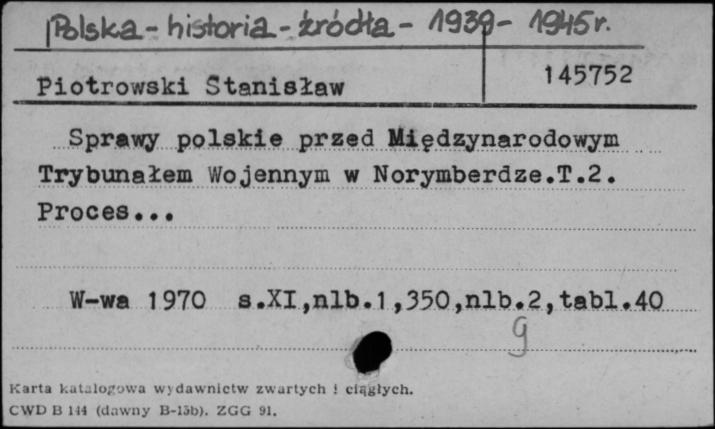 Polska - historia - źródła - 1939 - 1945 r.
Piotrowski Stanisław
145752
Sprawy polskie przed Międzynarodowym
Trybunałem Wojennym w Norymberdze.T.2.
Proces...
W-wa 1970 s.XI,nlb.1,350,nlb.2,tabl.40
g
Karta katalogowa wydawnictw zwartych i ciągłych.
CWD B 144 (dawny B-15b). ZGG 91.